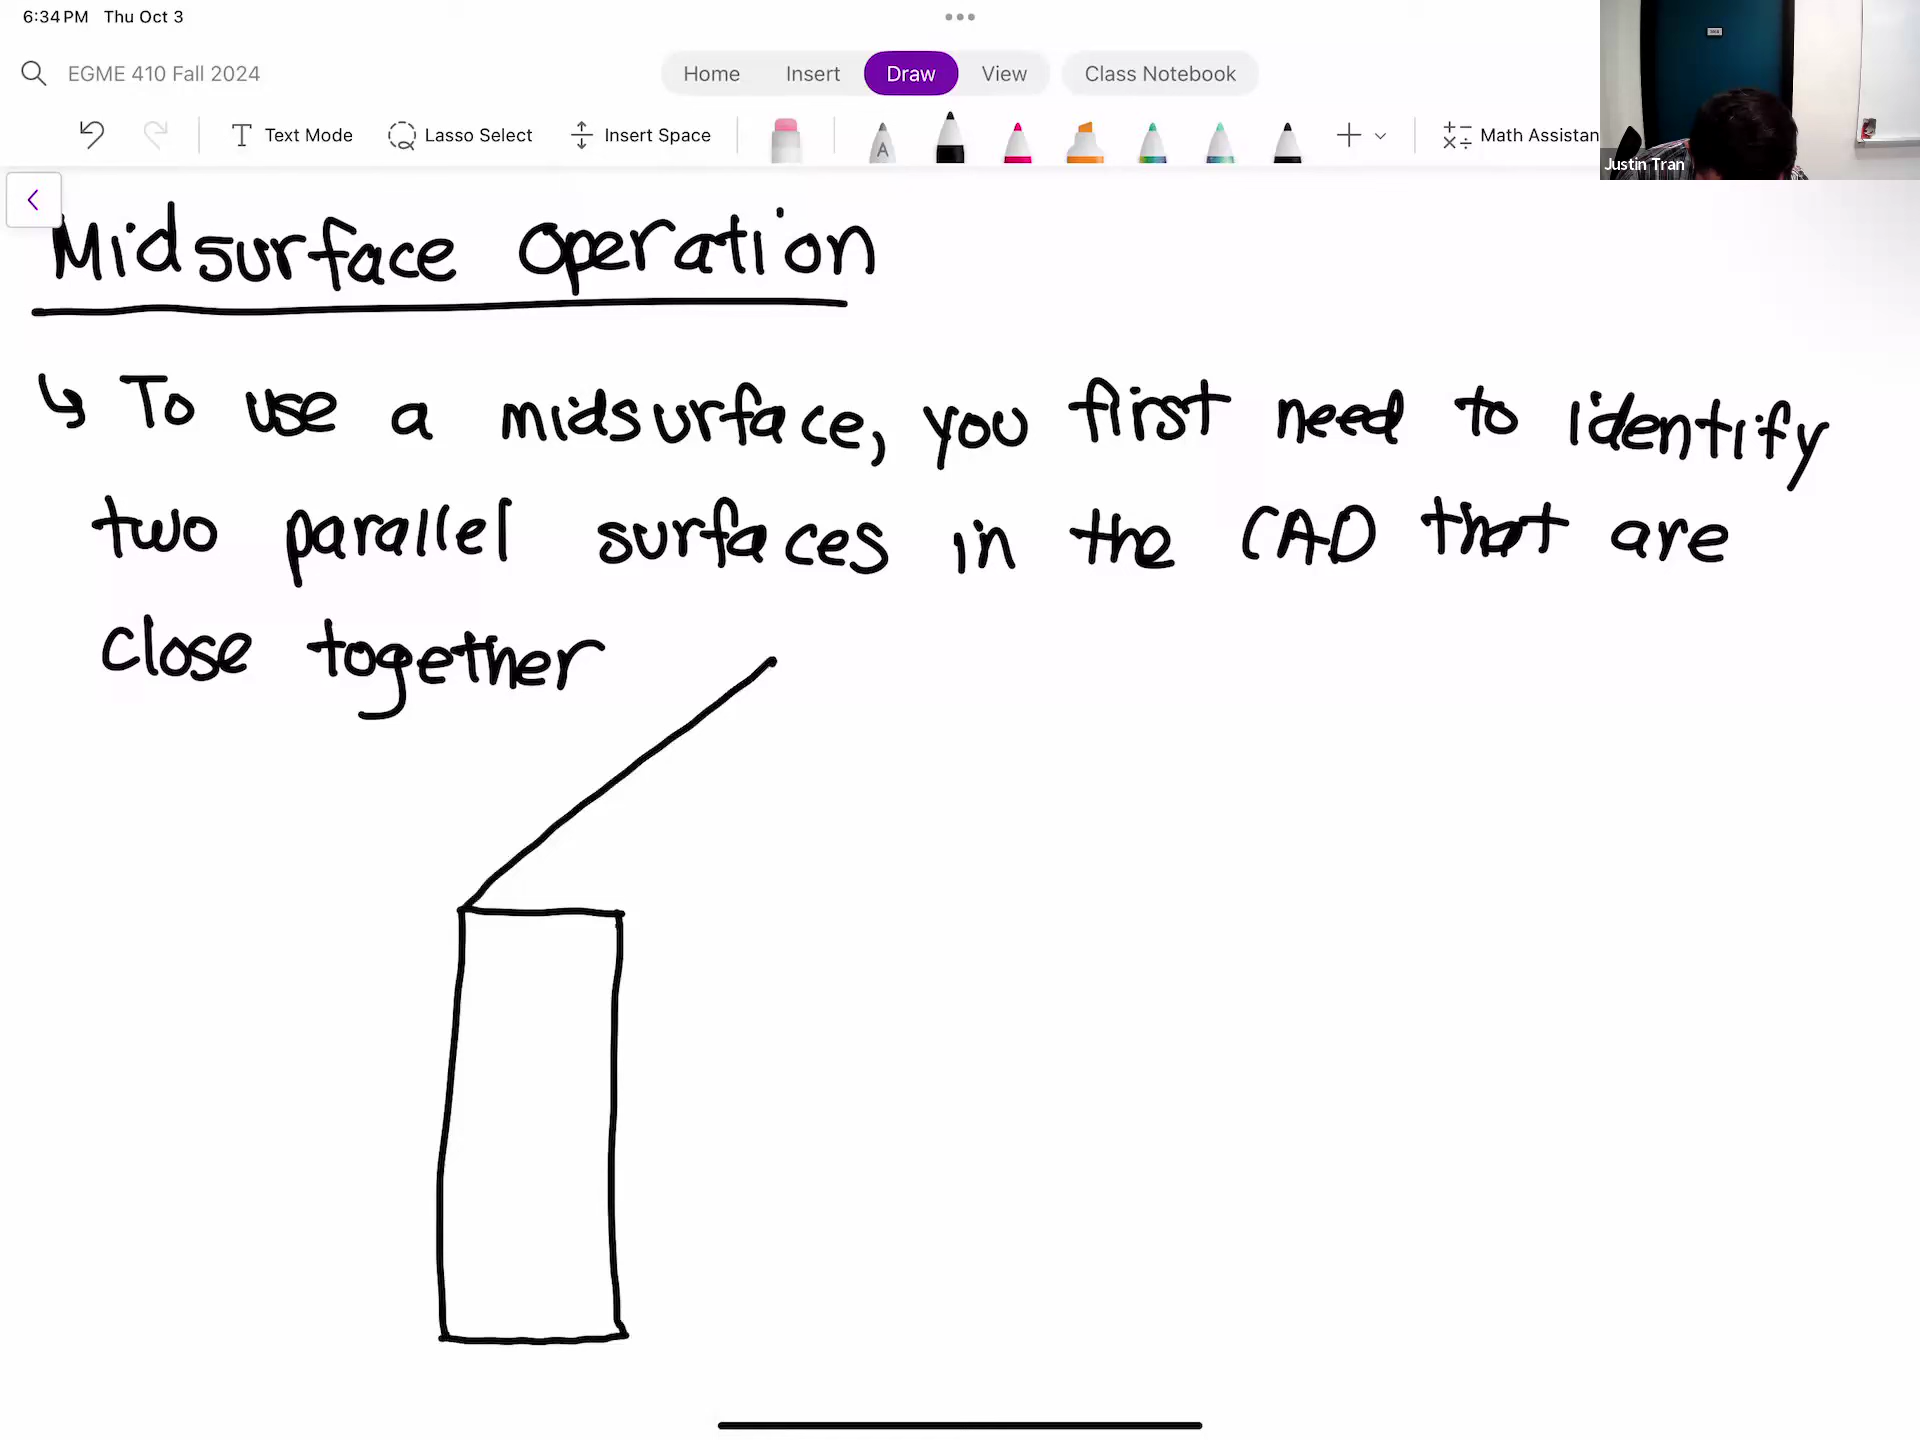 6:34 PM Thu Oct 3
EGME 410 Fall 2024
Home Insert Draw View Class Notebook
Text Mode Lasso Select Insert Space A Math Assistan
Justin Tran
Midsurface Operation
↳ To use a midsurface, you first need to identify
two parallel surfaces in the CAD that are
close together